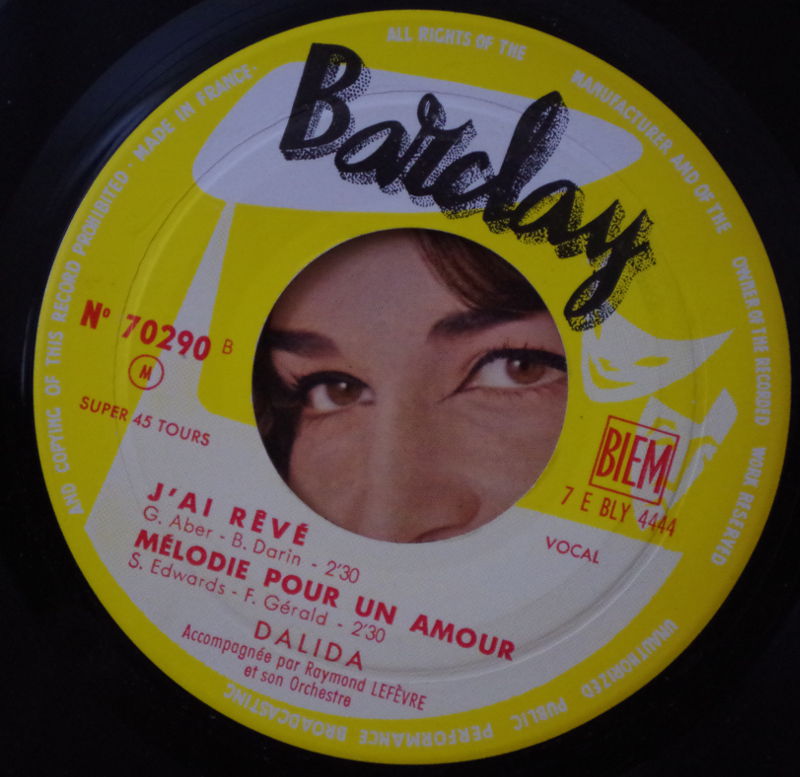 Barclay
ALL RIGHTS OF THE MANUFACTURER AND OF THE OWNER OF THE RECORDED WORK RESERVED
UNAUTHORIZED PUBLIC PERFORMANCE BROADCASTING
AND COPYING OF THIS RECORD PROHIBITED · MADE IN FRANCE ·
Nº 70290 B
M
SUPER 45 TOURS
BIEM
7 E BLY 4444
VOCAL
J'AI RÊVÉ
G. Aber - B. Darin - 2'30
MÉLODIE POUR UN AMOUR
S. Edwards - F. Gérald - 2'30
DALIDA
Accompagnée par Raymond LEFÈVRE
et son Orchestre